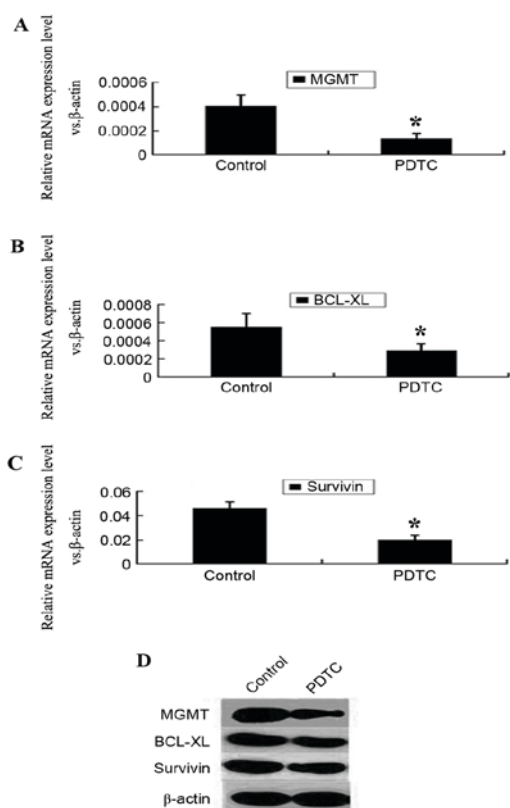 A
Relative mRNA expression level
vs.β-actin
0.0006
0.0004
0.0002
0
MGMT
*
Control
PDTC
B
Relative mRNA expression level
vs.β-actin
0.0008
0.0006
0.0004
0.0002
0
BCL-XL
*
Control
PDTC
C
Relative mRNA expression level
vs.β-actin
0.06
0.04
0.02
0
Survivin
*
Control
PDTC
D
Control PDTC
MGMT
BCL-XL
Survivin
β-actin